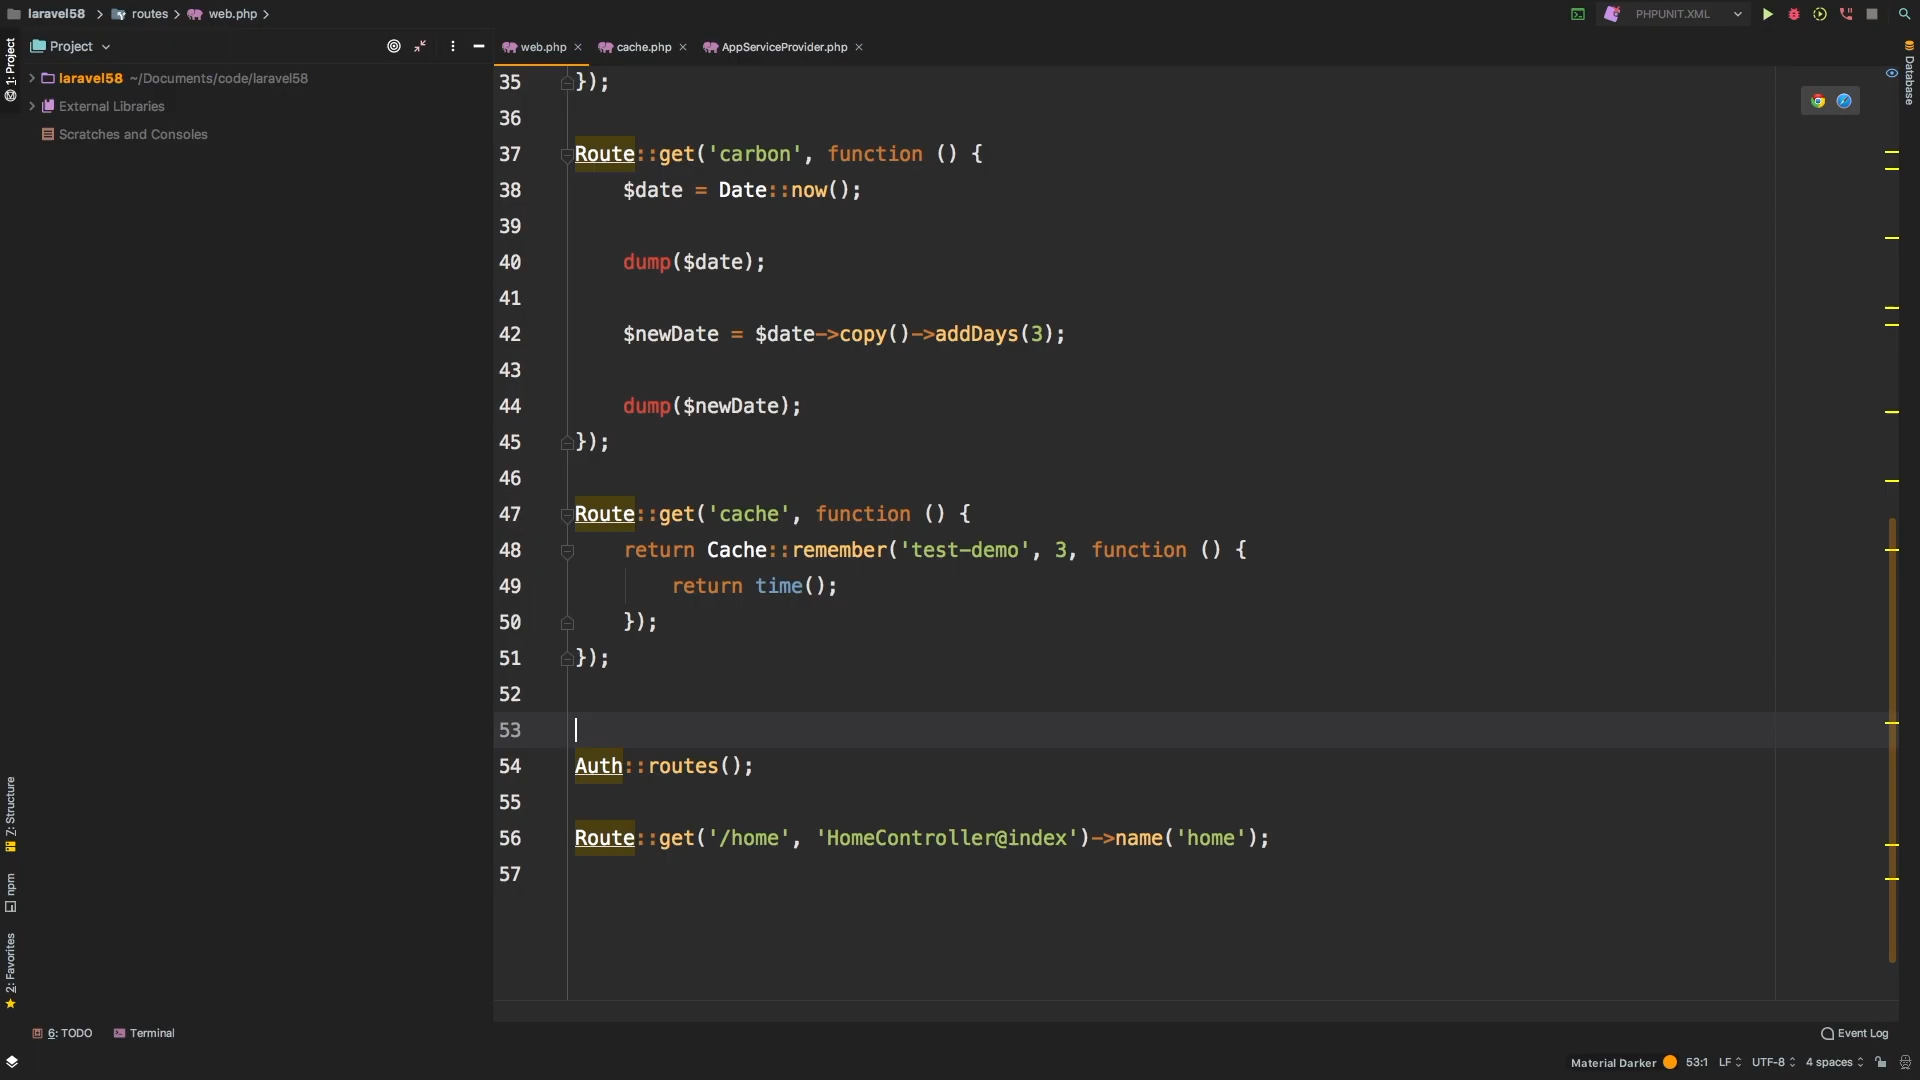 laravel58 routes web.php
PHPUNIT.XML
Project
web.php
cache.php
AppServiceProvider.php
1: Project
laravel58 ~/Documents/code/laravel58
External Libraries
Scratches and Consoles
Database
35 });
36
37 Route::get('carbon', function () {
38 $date = Date::now();
39
40 dump($date);
41
42 $newDate = $date->copy()->addDays(3);
43
44 dump($newDate);
45 });
46
47 Route::get('cache', function () {
48 return Cache::remember('test-demo', 3, function () {
49 return time();
50 });
51 });
52
53
54 Auth::routes();
55
56 Route::get('/home', 'HomeController@index')->name('home');
57
7: Structure
npm
2: Favorites
6: TODO
Terminal
Event Log
Material Darker 53:1 LF UTF-8 4 spaces